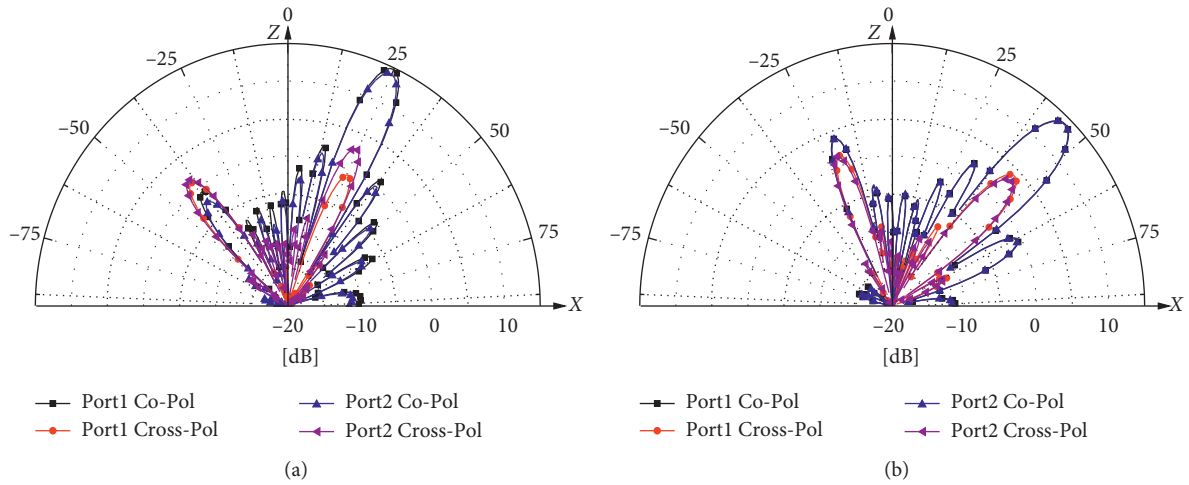 0
Z
−25
25
−50
50
−75
75
X
−20
−10
0
10
[dB]
Port1 Co-Pol
Port2 Co-Pol
Port1 Cross-Pol
Port2 Cross-Pol
(a)
0
Z
−25
25
−50
50
−75
75
X
−20
−10
0
10
[dB]
Port1 Co-Pol
Port2 Co-Pol
Port1 Cross-Pol
Port2 Cross-Pol
(b)